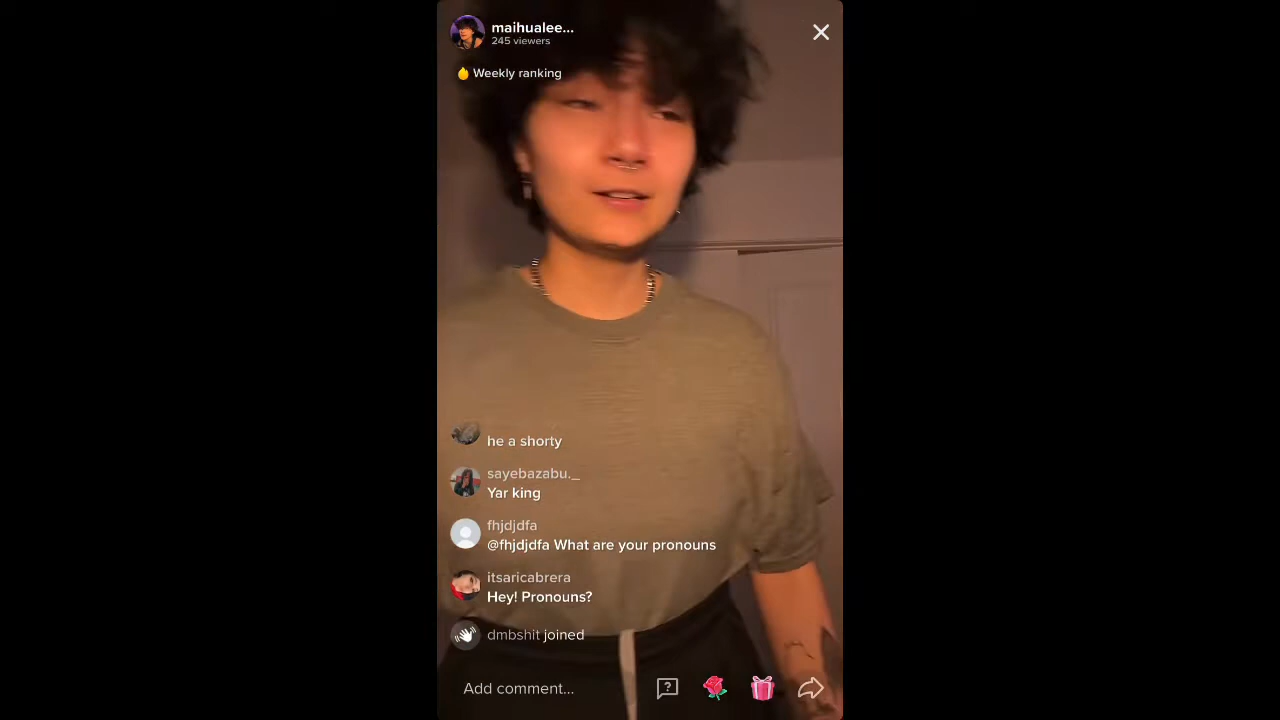 maihualee...
245 viewers
Weekly ranking
he a shorty
sayebazabu._
Yar king
fhjdjdfa
@fhjdjdfa What are your pronouns
itsaricabrera
Hey! Pronouns?
dmbshit joined
Add comment...
?